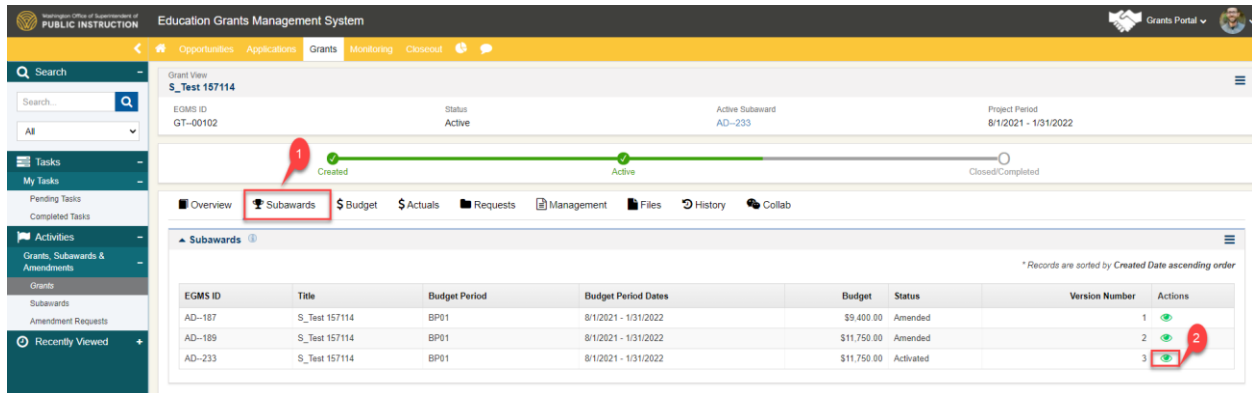 Washington Office of Superintendent of
PUBLIC INSTRUCTION
Education Grants Management System
Grants Portal
Opportunities Applications Grants Monitoring Closeout
Search
Search...
All
Tasks
My Tasks
Pending Tasks
Completed Tasks
Activities
Grants, Subawards &
Amendments
Grants
Subawards
Amendment Requests
Recently Viewed
Grant View
S_Test 157114
EGMS ID Status Active Subaward Project Period
GT--00102 Active AD--233 8/1/2021 - 1/31/2022
1
Created Active Closed/Completed
Overview Subawards $ Budget $ Actuals Requests Management Files History Collab
Subawards
* Records are sorted by Created Date ascending order
EGMS ID Title Budget Period Budget Period Dates Budget Status Version Number Actions
AD--187 S_Test 157114 BP01 8/1/2021 - 1/31/2022 $9,400.00 Amended 1
AD--189 S_Test 157114 BP01 8/1/2021 - 1/31/2022 $11,750.00 Amended 2
2
AD--233 S_Test 157114 BP01 8/1/2021 - 1/31/2022 $11,750.00 Activated 3